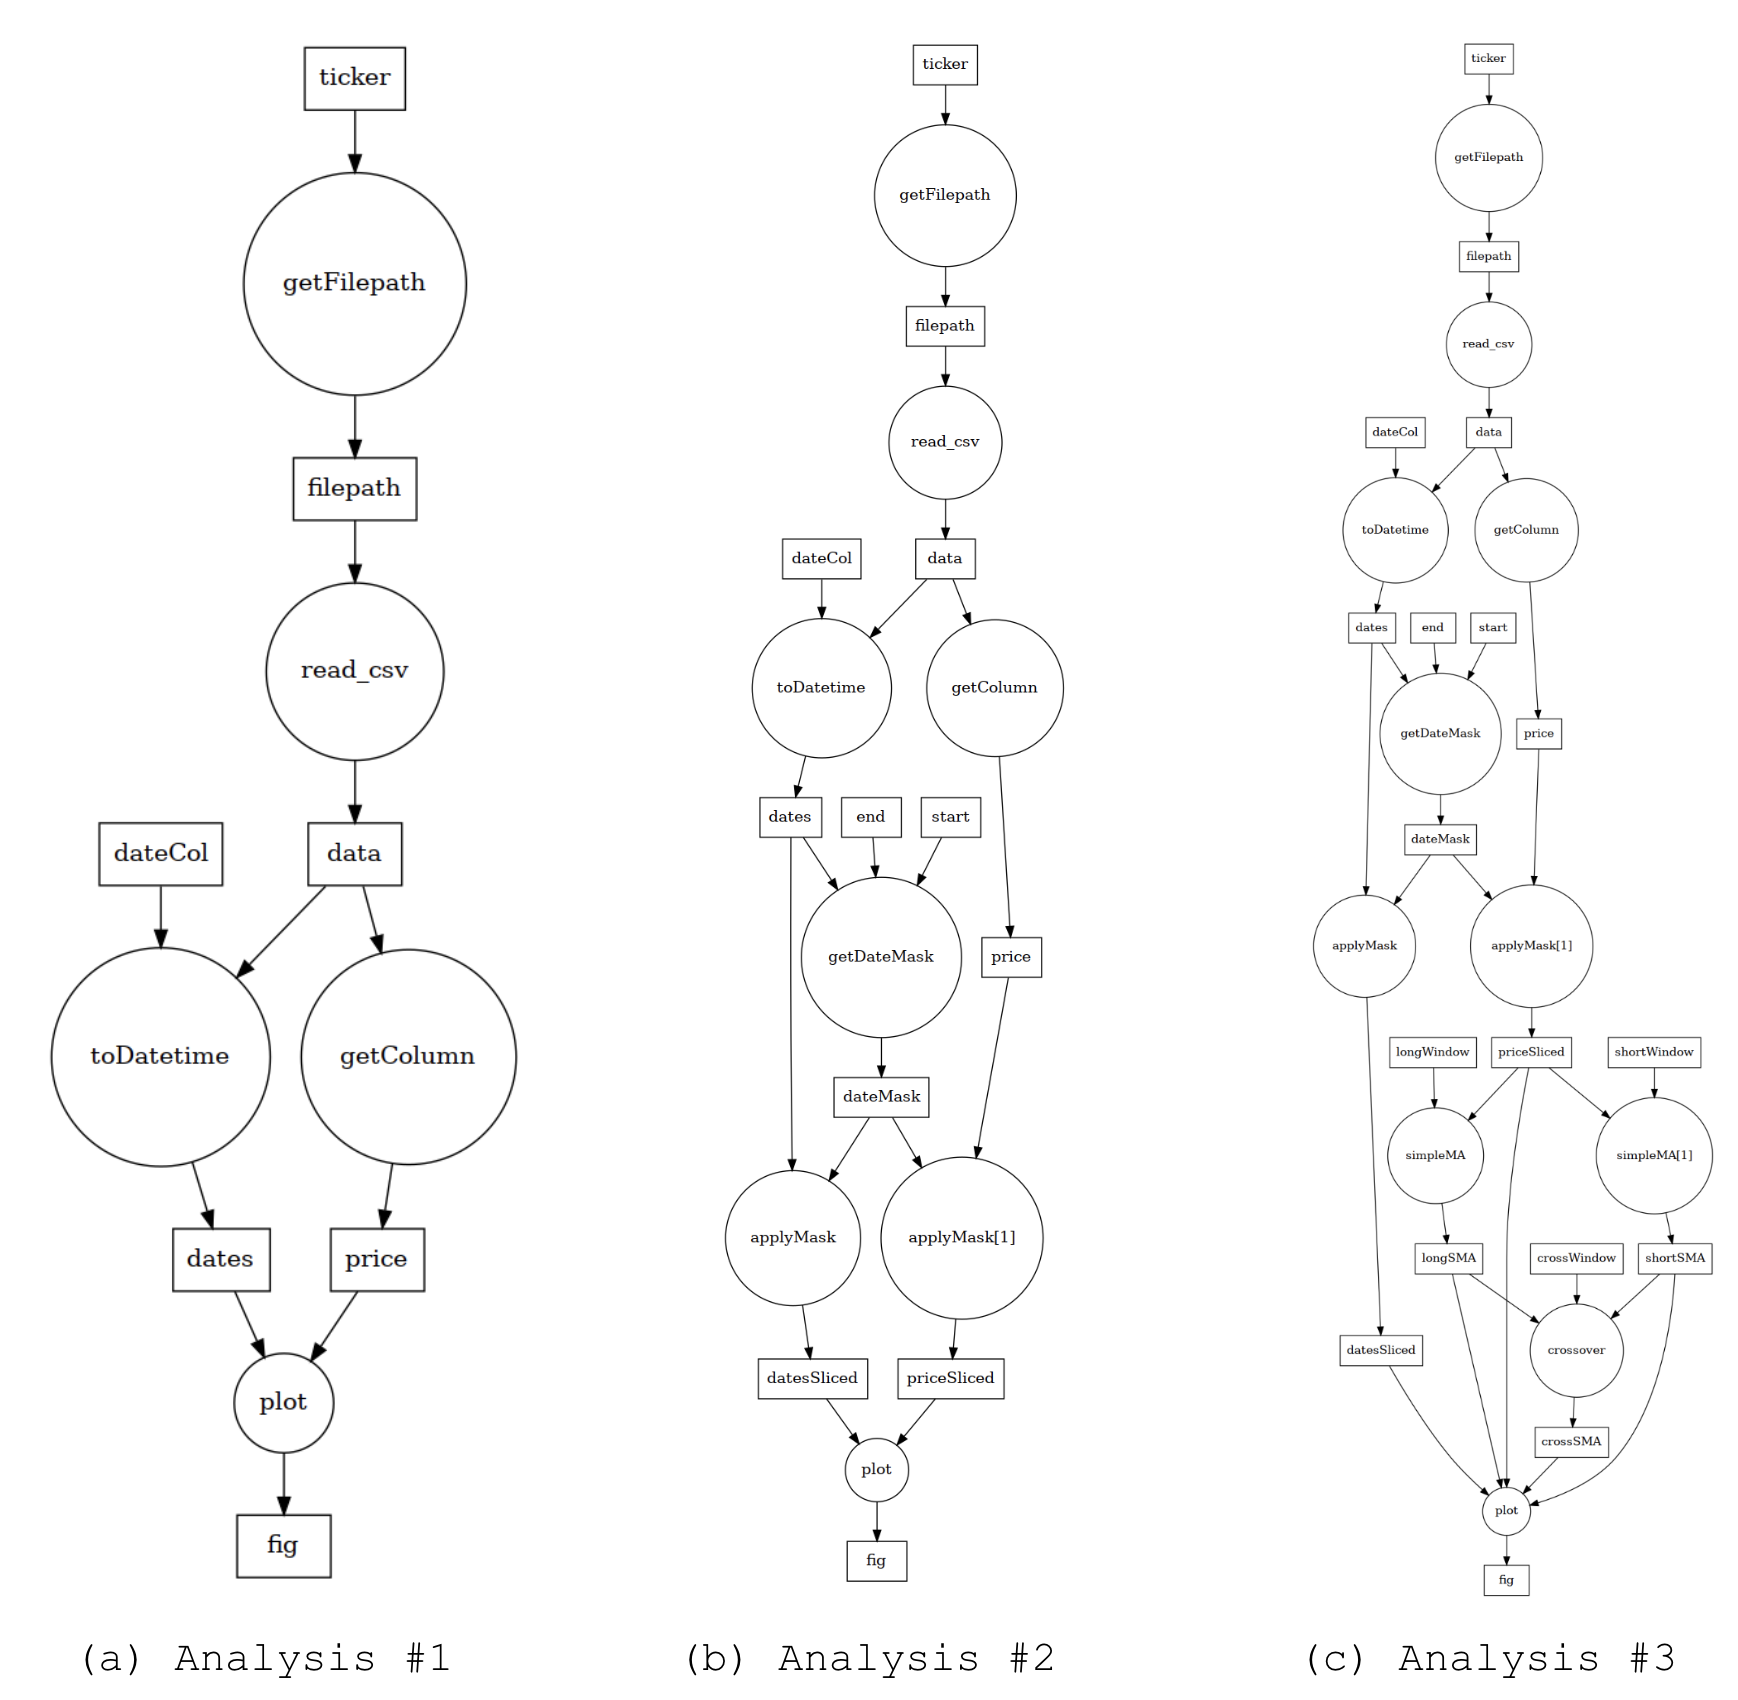 ticker
getFilepath
filepath
read_csv
dateCol
data
toDatetime
getColumn
dates
price
plot
fig
(a) Analysis #1
ticker
getFilepath
filepath
read_csv
dateCol
data
toDatetime
getColumn
dates
end
start
getDateMask
price
dateMask
applyMask
applyMask[1]
datesSliced
priceSliced
plot
fig
(b) Analysis #2
ticker
getFilepath
filepath
read_csv
dateCol
data
toDatetime
getColumn
dates
end
start
getDateMask
price
dateMask
applyMask
applyMask[1]
longWindow
priceSliced
shortWindow
simpleMA
simpleMA[1]
longSMA
crossWindow
shortSMA
datesSliced
crossover
crossSMA
plot
fig
(c) Analysis #3